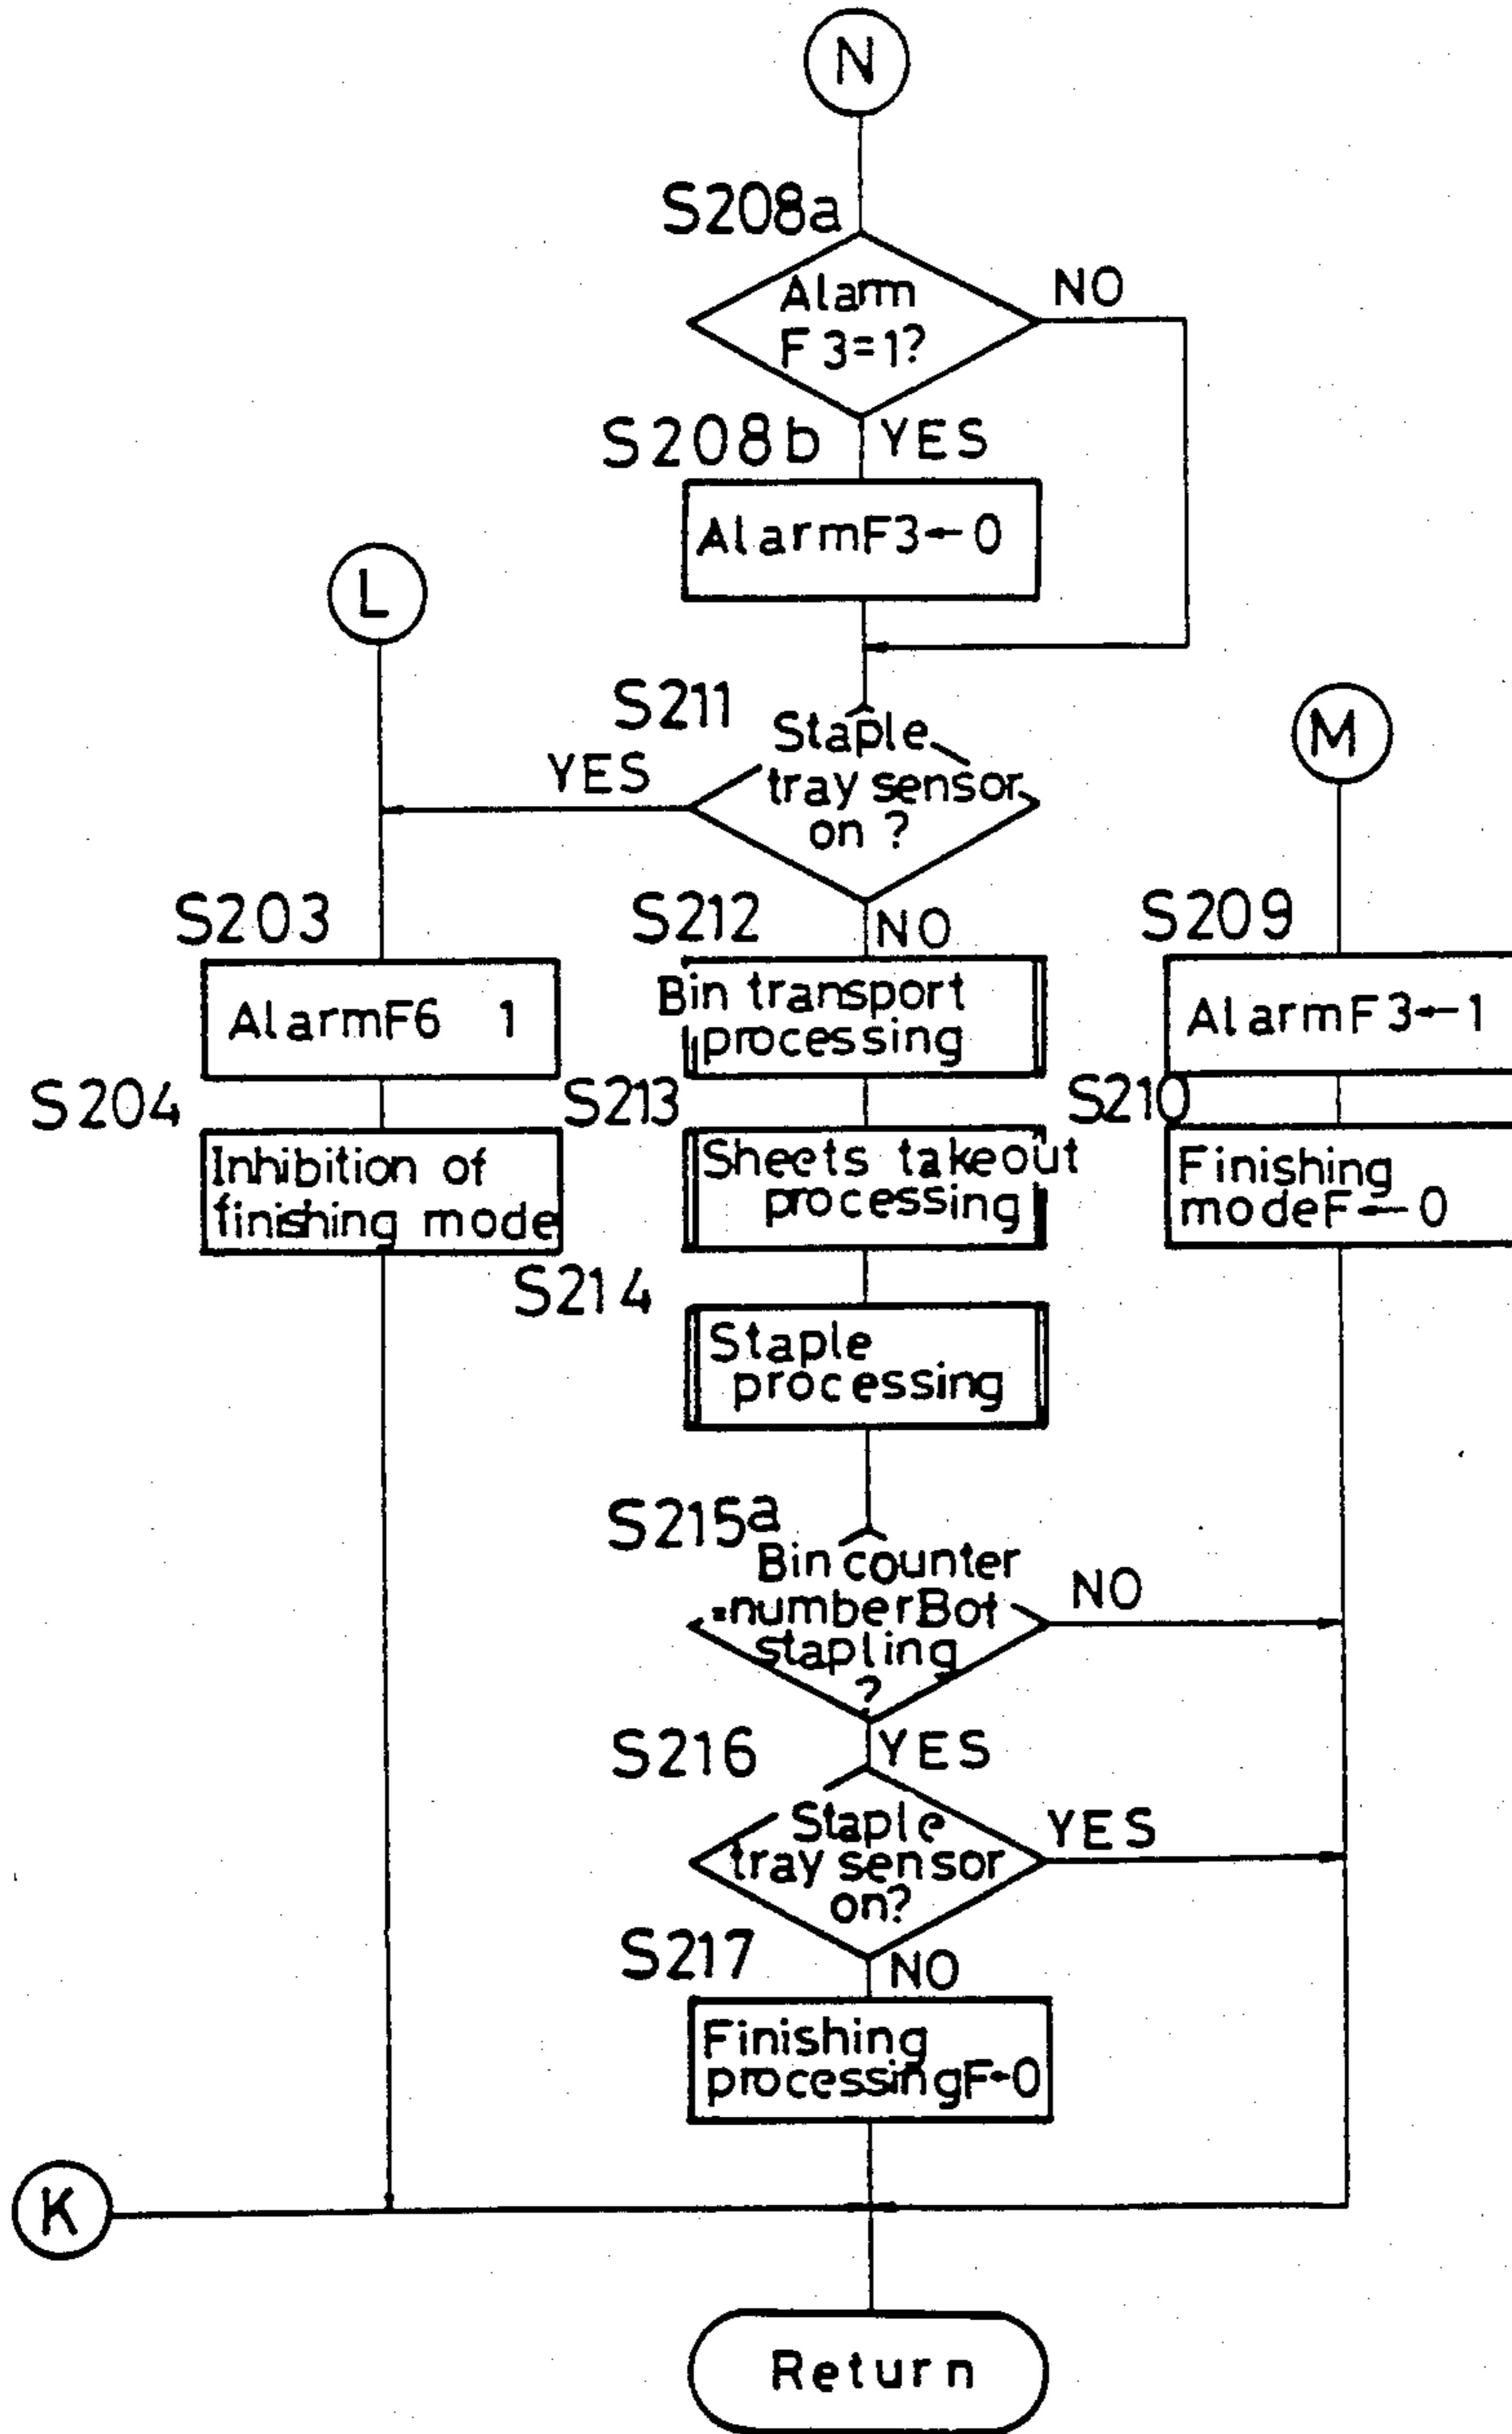 N
S208a
Alarm
F3=1?
NO
S208b
YES
AlarmF3←0
L
S211
Staple
tray sensor
on ?
YES
M
S203
S212
NO
S209
AlarmF6 1
Bin transport
processing
AlarmF3←1
S204
S213
S210
Inhibition of
finishing mode
Sheets takeout
processing
Finishing
modeF←0
S214
Staple
processing
S215a
Bin counter
=numberBot
stapling
?
NO
S216
YES
Staple
tray sensor
on?
YES
S217
NO
Finishing
processingF←0
K
Return